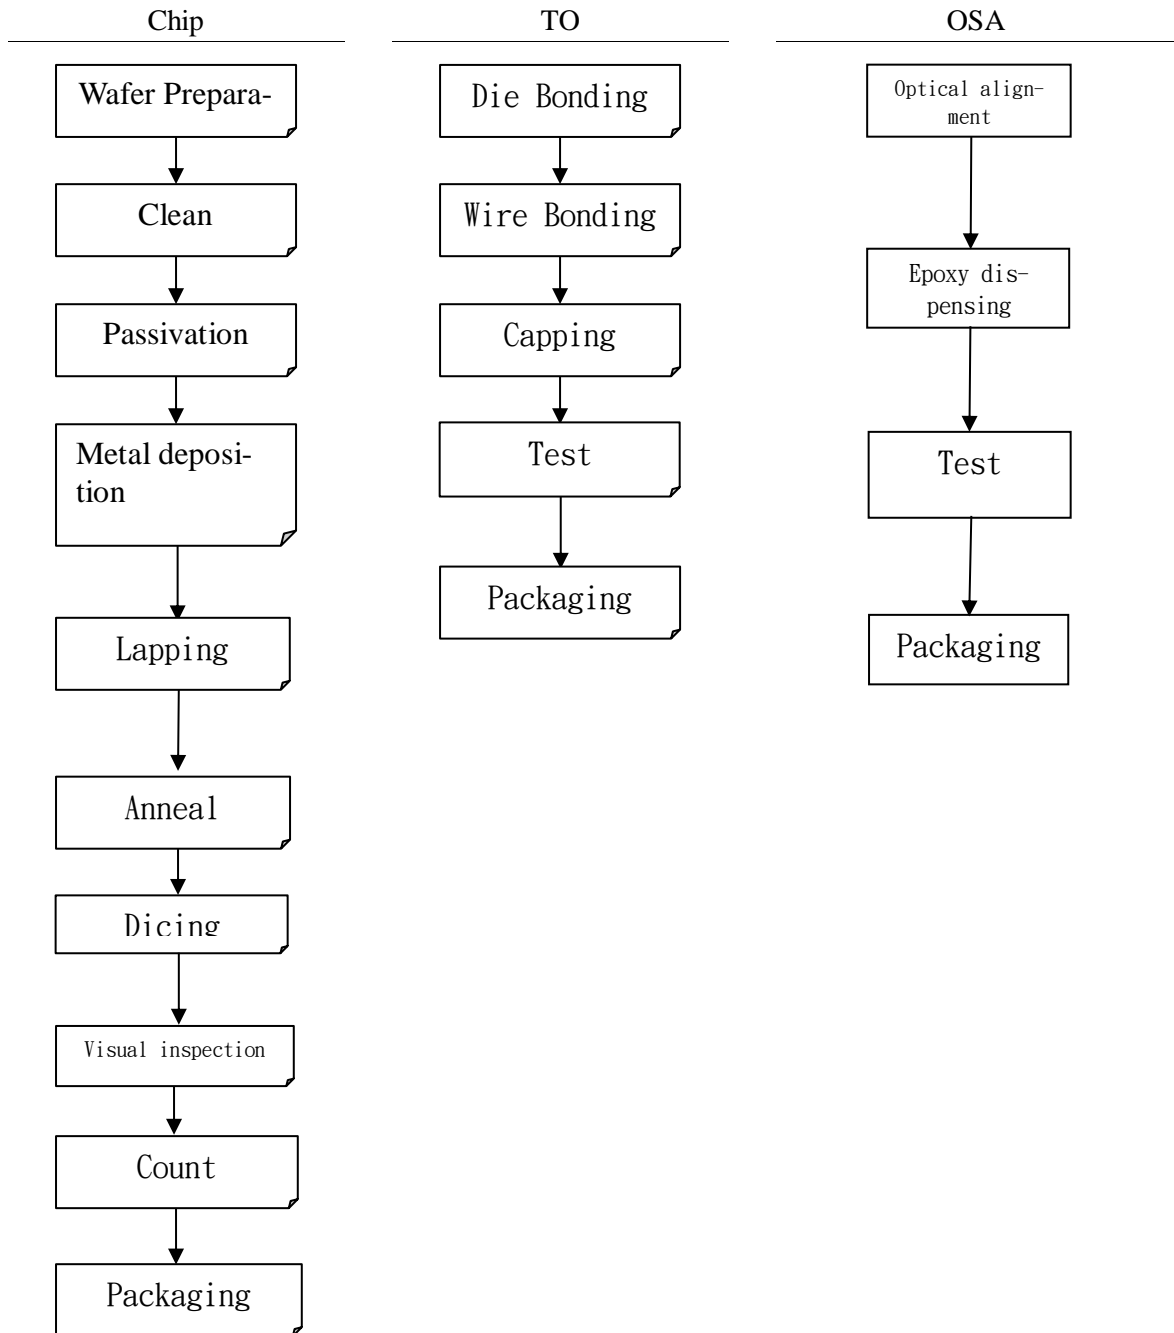 Chip
Wafer Prepara-
Clean
Passivation
Metal deposi-
tion
Lapping
Anneal
Dicing
Visual inspection
Count
Packaging
TO
Die Bonding
Wire Bonding
Capping
Test
Packaging
OSA
Optical align-
ment
Epoxy dis-
pensing
Test
Packaging